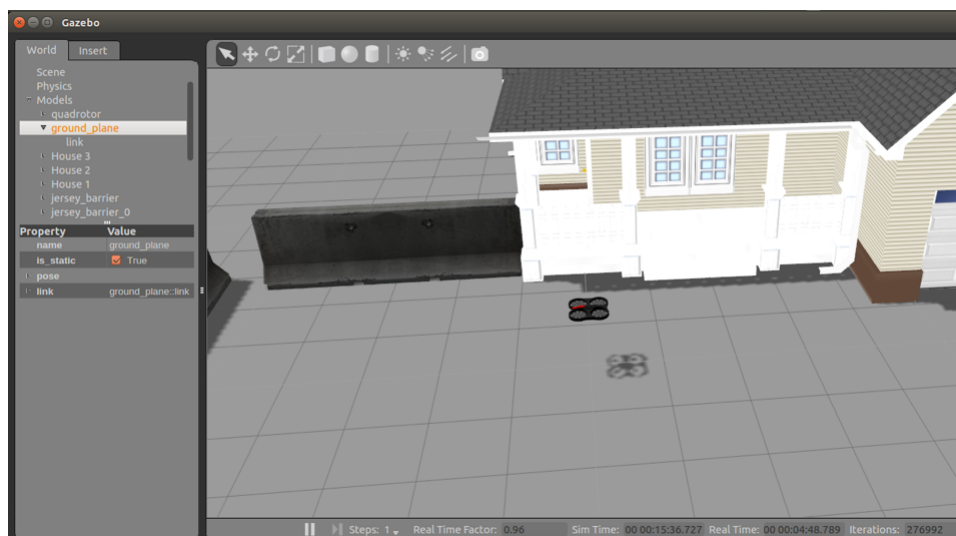 Gazebo
World Insert
Scene
Physics
Models
quadrotor
ground_plane
link
House 3
House 2
House 1
jersey_barrier
jersey_barrier_0
Property Value
name ground_plane
is_static True
pose
link ground_plane::link
Steps: 1 Real Time Factor: 0.96 Sim Time: 00 00:15:36.727 Real Time: 00 00:04:48.789 Iterations: 276992